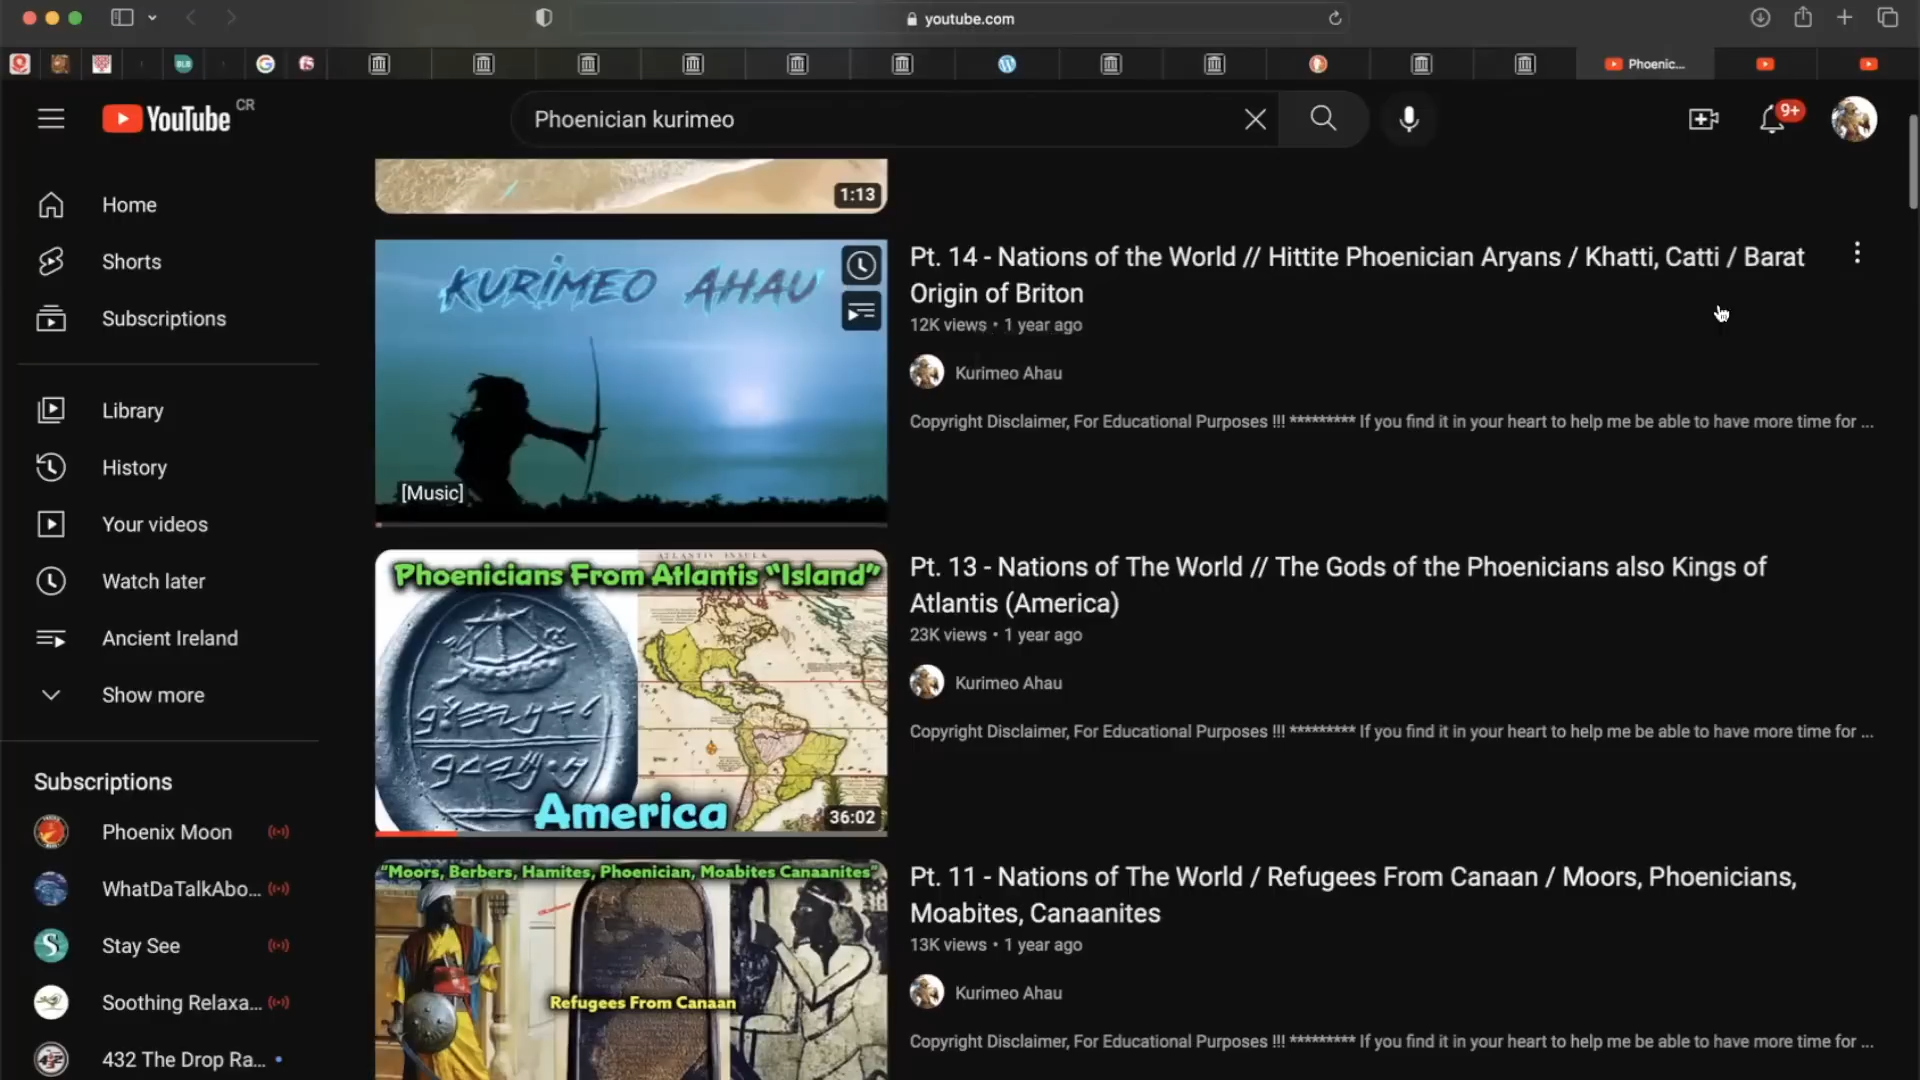 youtube.com
BLB
Phoenic...
YouTube CR
Phoenician kurimeo
9+
Home
Shorts
Subscriptions
Library
History
Your videos
Watch later
Ancient Ireland
Show more
Subscriptions
Phoenix Moon
WhatDaTalkAbo...
Stay See
Soothing Relaxa...
432 The Drop Ra...
1:13
KURIMEO AHAU
[Music]
Pt. 14 - Nations of the World // Hittite Phoenician Aryans / Khatti, Catti / Barat
Origin of Briton
12K views • 1 year ago
Kurimeo Ahau
Copyright Disclaimer, For Educational Purposes !!! ********* If you find it in your heart to help me be able to have more time for ...
ATLANTIS INSULA
Phoenicians From Atlantis "Island"
America
36:02
Pt. 13 - Nations of The World // The Gods of the Phoenicians also Kings of
Atlantis (America)
23K views • 1 year ago
Kurimeo Ahau
Copyright Disclaimer, For Educational Purposes !!! ********* If you find it in your heart to help me be able to have more time for ...
"Moors, Berbers, Hamites, Phoenician, Moabites Canaanites"
Refugees From Canaan
Pt. 11 - Nations of The World / Refugees From Canaan / Moors, Phoenicians,
Moabites, Canaanites
13K views • 1 year ago
Kurimeo Ahau
Copyright Disclaimer, For Educational Purposes !!! ********* If you find it in your heart to help me be able to have more time for ...